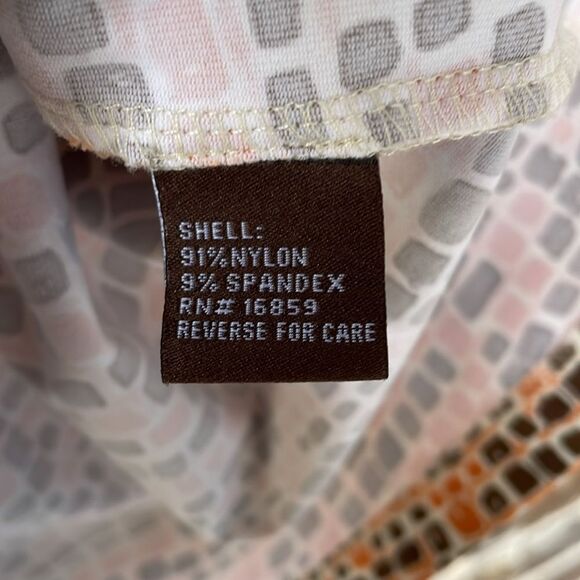 SHELL:
91% NYLON
9% SPANDEX
RN# 16859
REVERSE FOR CARE